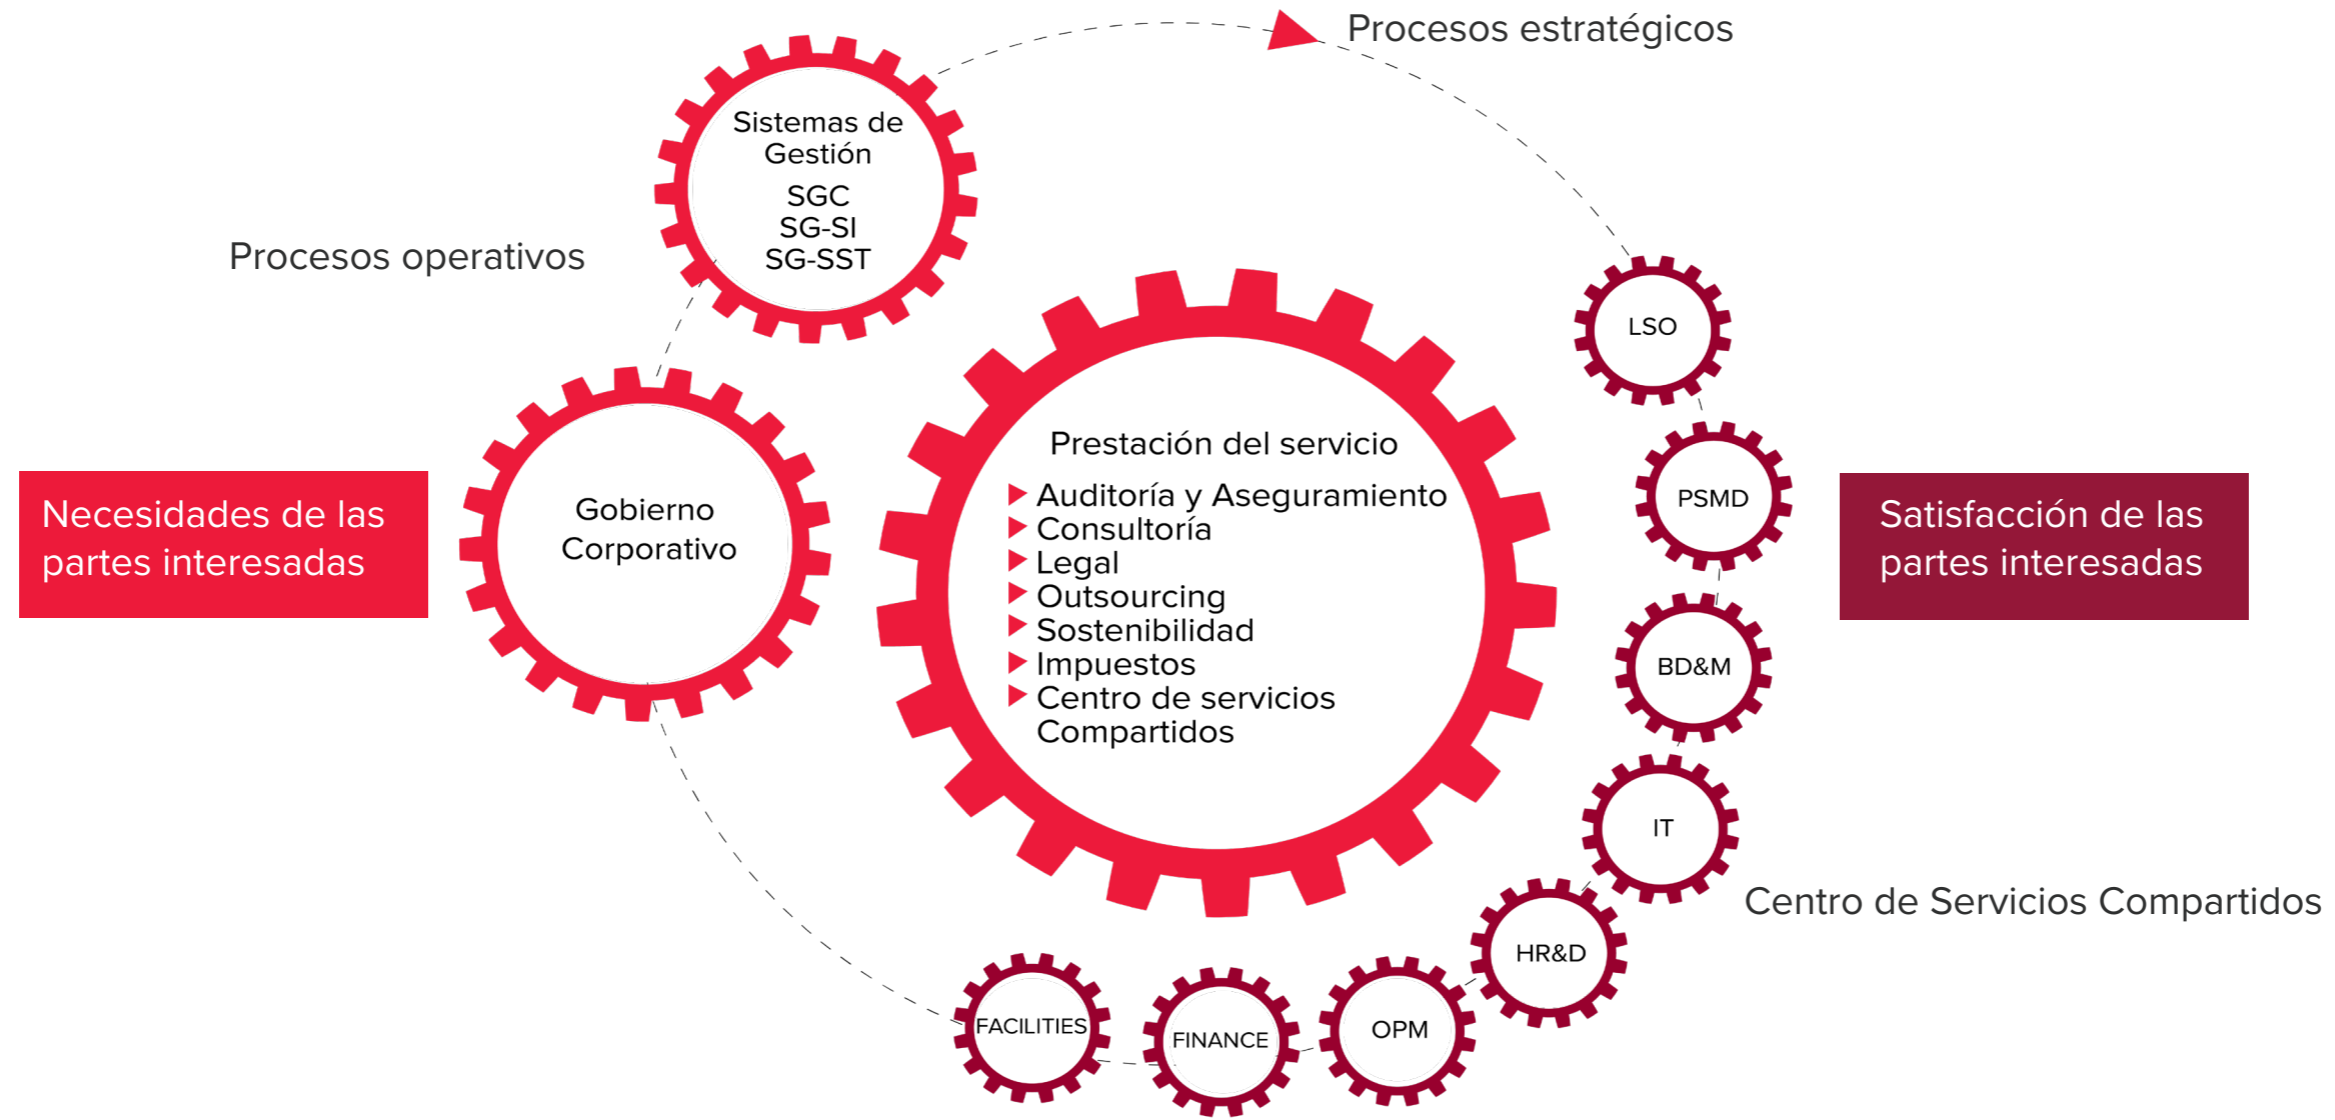 Procesos estratégicos
Sistemas de
Gestión
SGC
SG-SI
SG-SST
Procesos operativos
Necesidades de las
partes interesadas
Gobierno
Corporativo
Prestación del servicio
Auditoría y Aseguramiento
Consultoría
Legal
Outsourcing
Sostenibilidad
Impuestos
Centro de servicios
Compartidos
LSO
PSMD
BD&M
IT
HR&D
OPM
FINANCE
FACILITIES
Satisfacción de las
partes interesadas
Centro de Servicios Compartidos